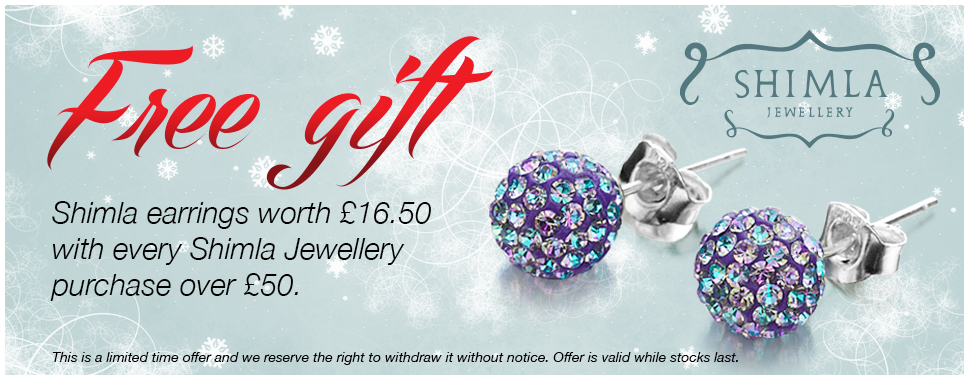 Free gift
SHIMLA
JEWELLERY
Shimla earrings worth £16.50
with every Shimla Jewellery
purchase over £50.
This is a limited time offer and we reserve the right to withdraw it without notice. Offer is valid while stocks last.